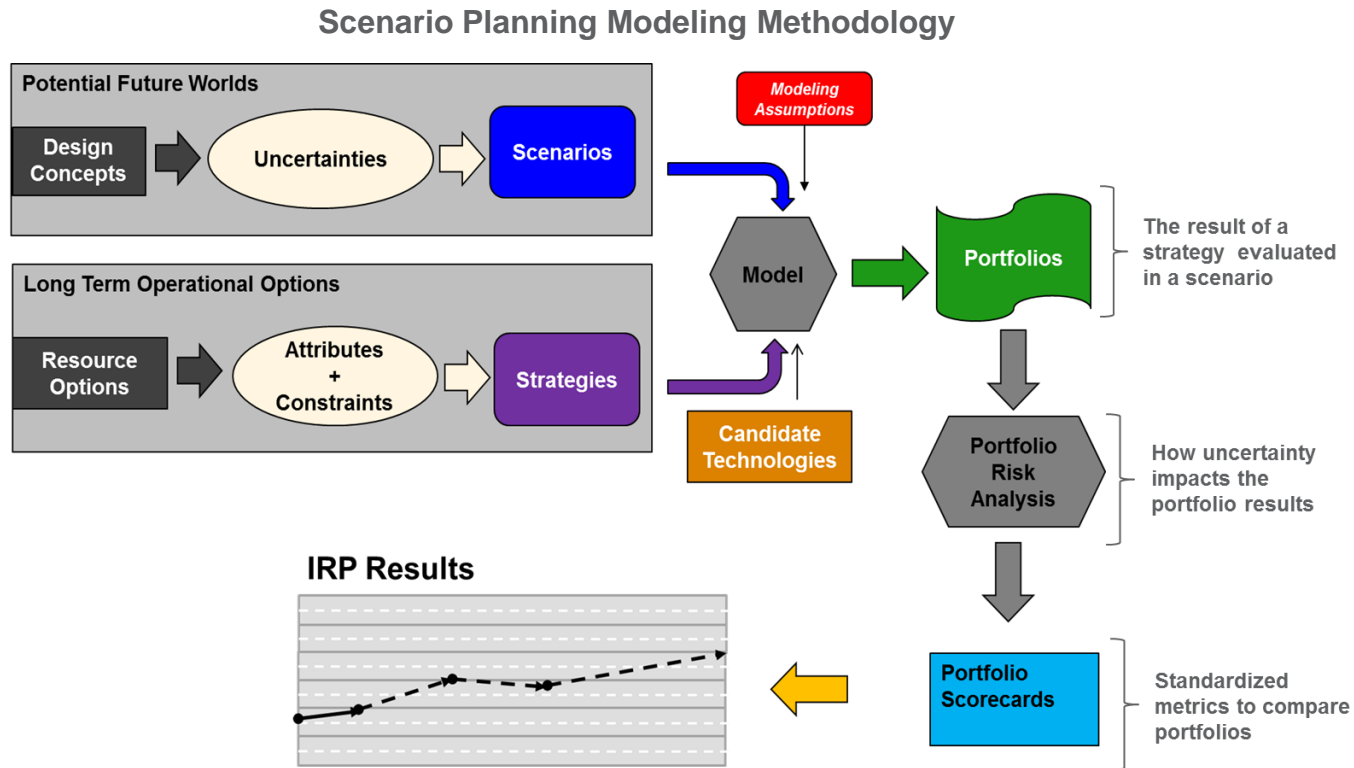 Scenario Planning Modeling Methodology
Potential Future Worlds
Design
Concepts
Uncertainties
Scenarios
Modeling
Assumptions
Long Term Operational Options
Resource
Options
Attributes
+
Constraints
Strategies
Model
Candidate
Technologies
Portfolios
The result of a
strategy evaluated
in a scenario
Portfolio
Risk
Analysis
How uncertainty
impacts the
portfolio results
Portfolio
Scorecards
Standardized
metrics to compare
portfolios
IRP Results